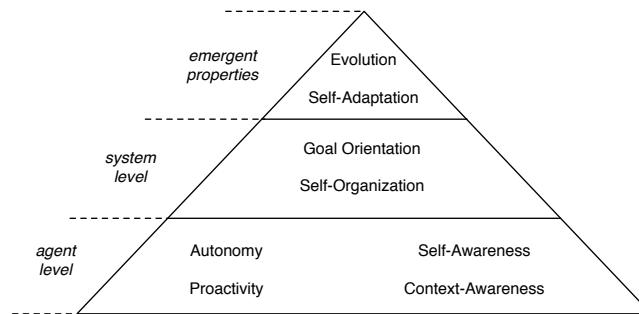 emergent
properties
Evolution
Self-Adaptation
system
level
Goal Orientation
Self-Organization
agent
level
Autonomy
Self-Awareness
Proactivity
Context-Awareness